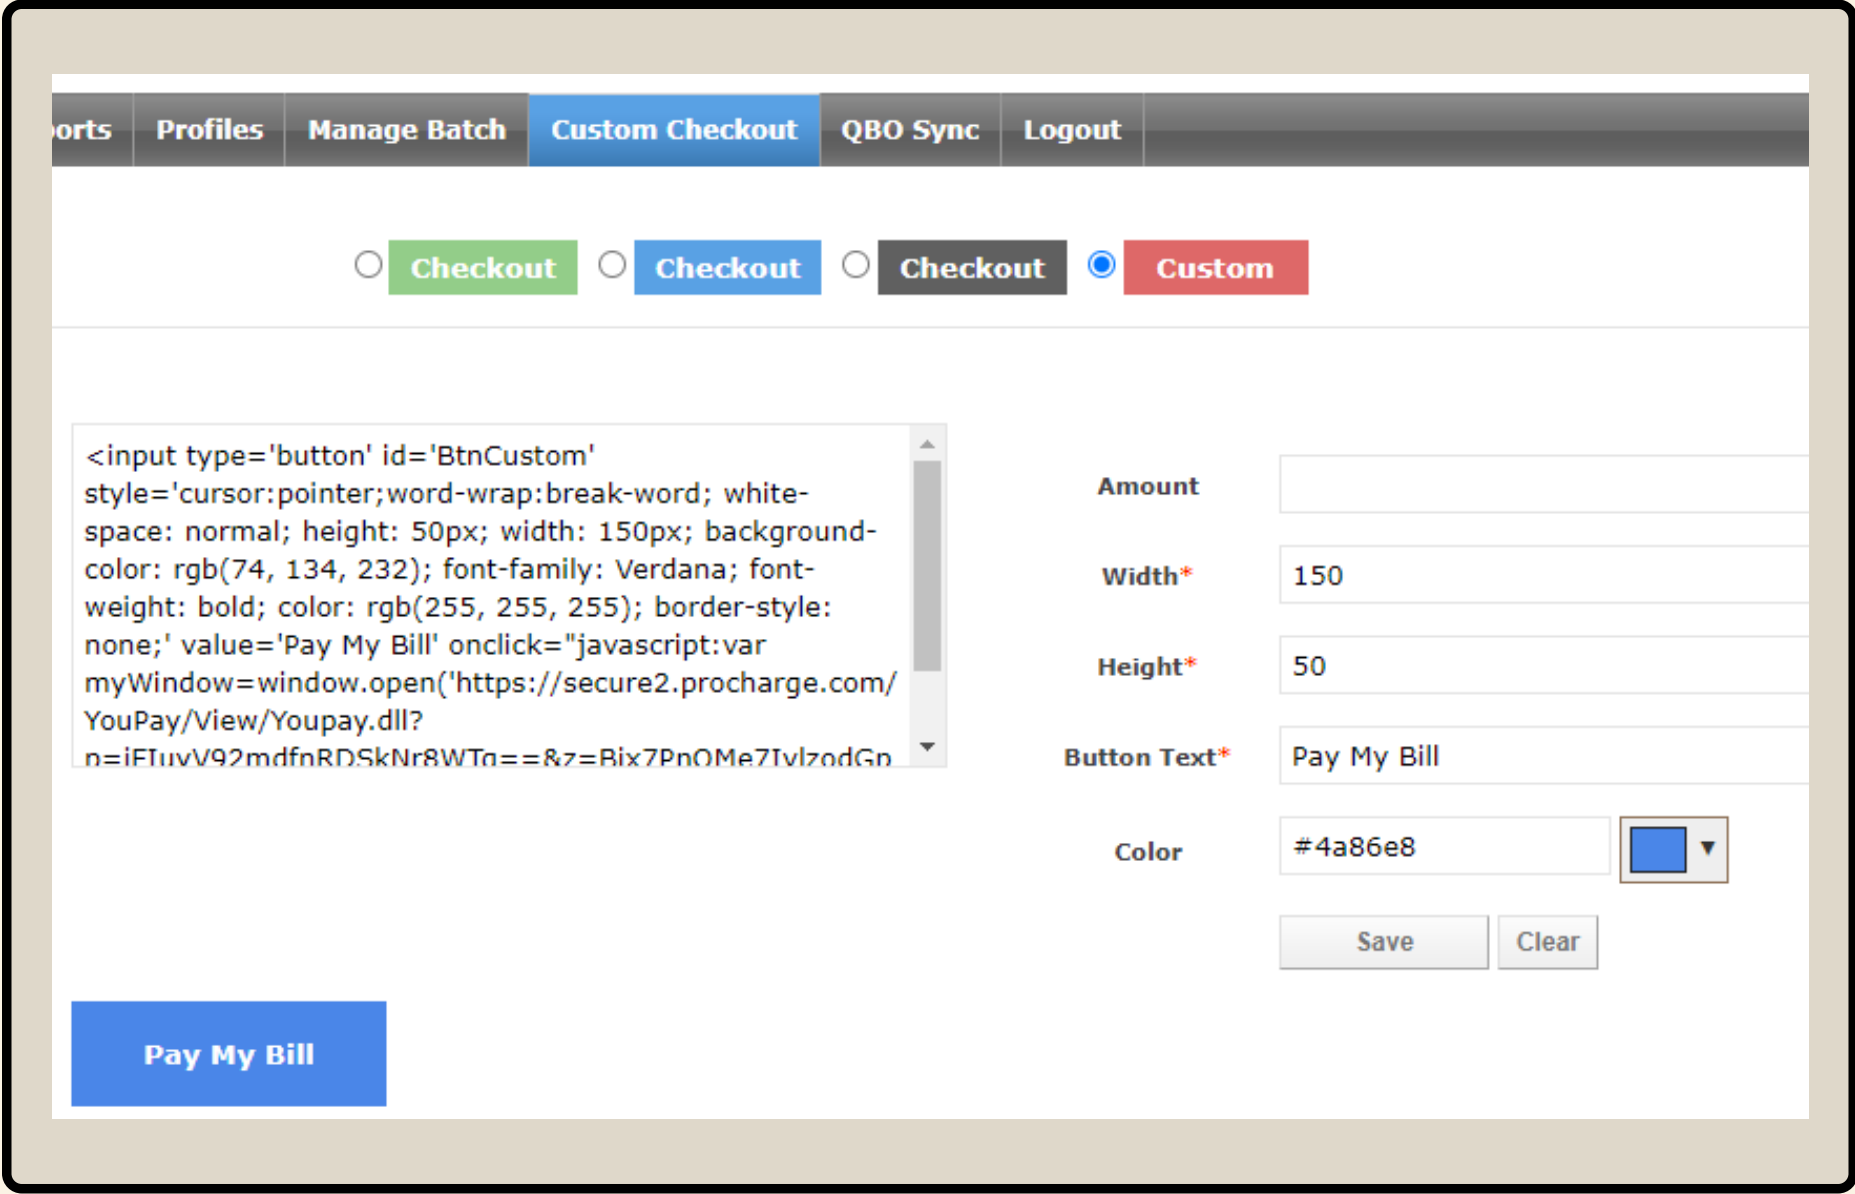 orts Profiles Manage Batch Custom Checkout QBO Sync Logout
Checkout Checkout Checkout Custom
<input type='button' id='BtnCustom'
style='cursor:pointer;word-wrap:break-word; white-
space: normal; height: 50px; width: 150px; background-
color: rgb(74, 134, 232); font-family: Verdana; font-
weight: bold; color: rgb(255, 255, 255); border-style:
none;' value='Pay My Bill' onclick="javascript:var
myWindow=window.open('https://secure2.procharge.com/
YouPay/View/Youpay.dll?
Amount
Width* 150
Height* 50
Button Text* Pay My Bill
Color #4a86e8
Save Clear
Pay My Bill